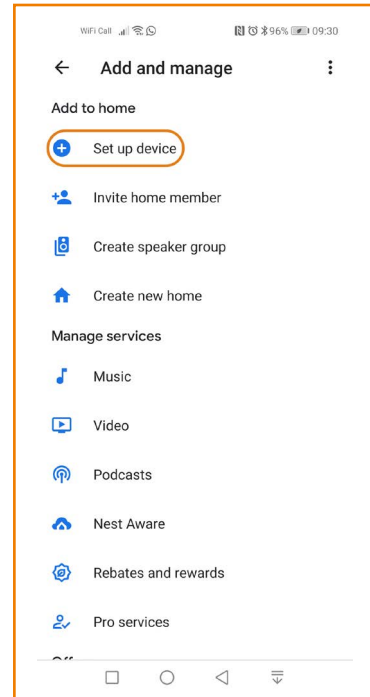 WiFi Call 96% 09:30
Add and manage
Add to home
Set up device
Invite home member
Create speaker group
Create new home
Manage services
Music
Video
Podcasts
Nest Aware
Rebates and rewards
Pro services